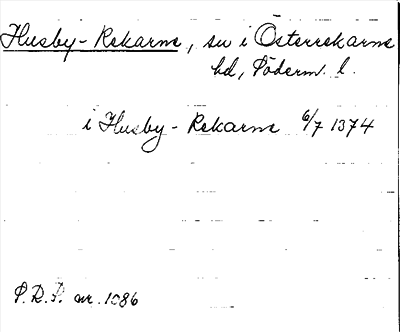 Husby-Rekarne, sn i Österrekarne
hd, Söderm. l.
i Husby-Rekarne 6/7 1374
S.R.P. nr. 1086